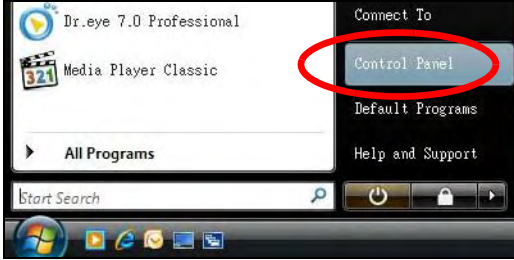 Dr.eye 7.0 Professional
321
Media Player Classic
All Programs
Start Search
Connect To
Control Panel
Default Programs
Help and Support